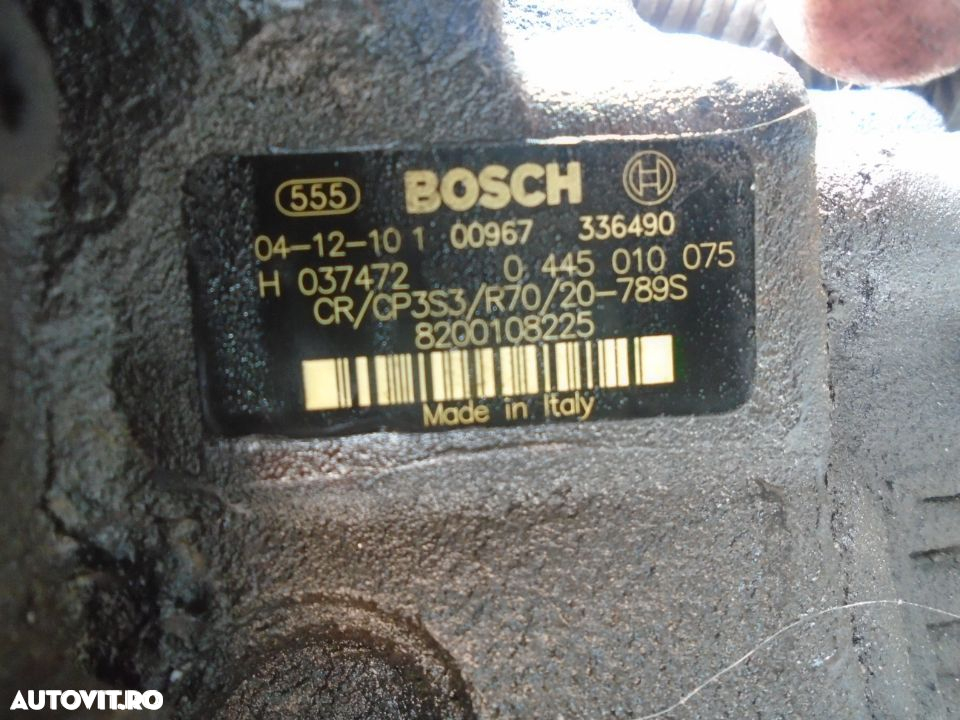 555 BOSCH H
04-12-10 1 00967 336490
H 037472 0 445 010 075
CR/CP3S3/R70/20-789S
8200108225
Made in Italy
AUTOVIT.RO